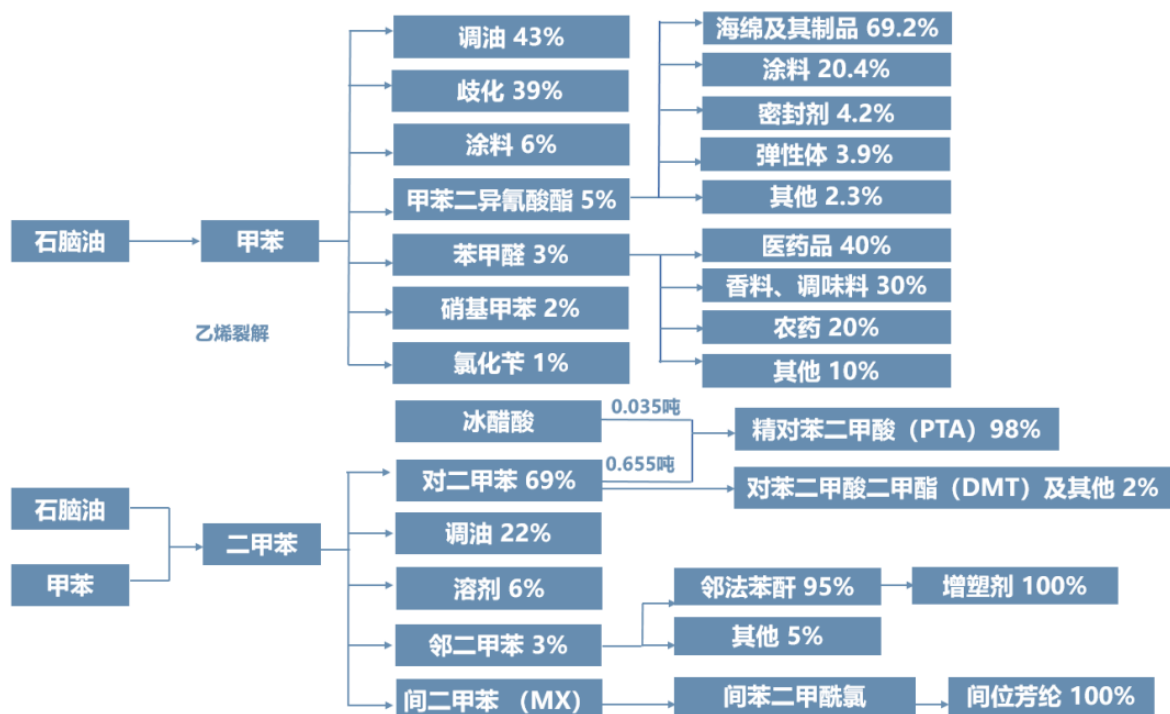 石脑油
甲苯
乙烯裂解
调油 43%
歧化 39%
涂料 6%
甲苯二异氰酸酯 5%
苯甲醛 3%
硝基甲苯 2%
氯化苄 1%
海绵及其制品 69.2%
涂料 20.4%
密封剂 4.2%
弹性体 3.9%
其他 2.3%
医药品 40%
香料、调味料 30%
农药 20%
其他 10%
石脑油
甲苯
二甲苯
冰醋酸
对二甲苯 69%
调油 22%
溶剂 6%
邻二甲苯 3%
间二甲苯 （MX）
0.035吨
0.655吨
精对苯二甲酸（PTA）98%
对苯二甲酸二甲酯（DMT）及其他 2%
邻法苯酐 95%
增塑剂 100%
其他 5%
间苯二甲酰氯
间位芳纶 100%